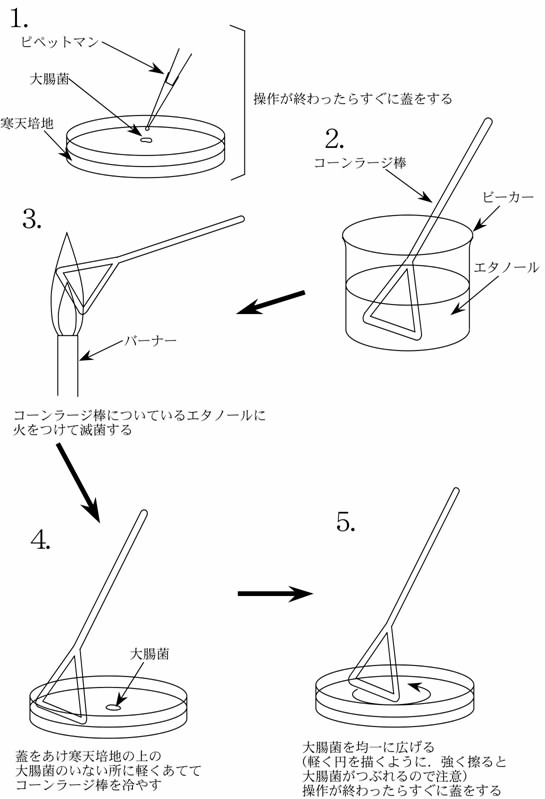 1.
ピペットマン
大腸菌
寒天培地
操作が終わったらすぐに蓋をする
2.
コーンラージ棒
ビーカー
エタノール
3.
バーナー
コーンラージ棒についているエタノールに
火をつけて滅菌する
4.
大腸菌
蓋をあけ寒天培地の上の
大腸菌のいない所に軽くあてて
コーンラージ棒を冷やす
5.
大腸菌を均一に広げる
(軽く円を描くように．強く擦ると
大腸菌がつぶれるので注意)
操作が終わったらすぐに蓋をする